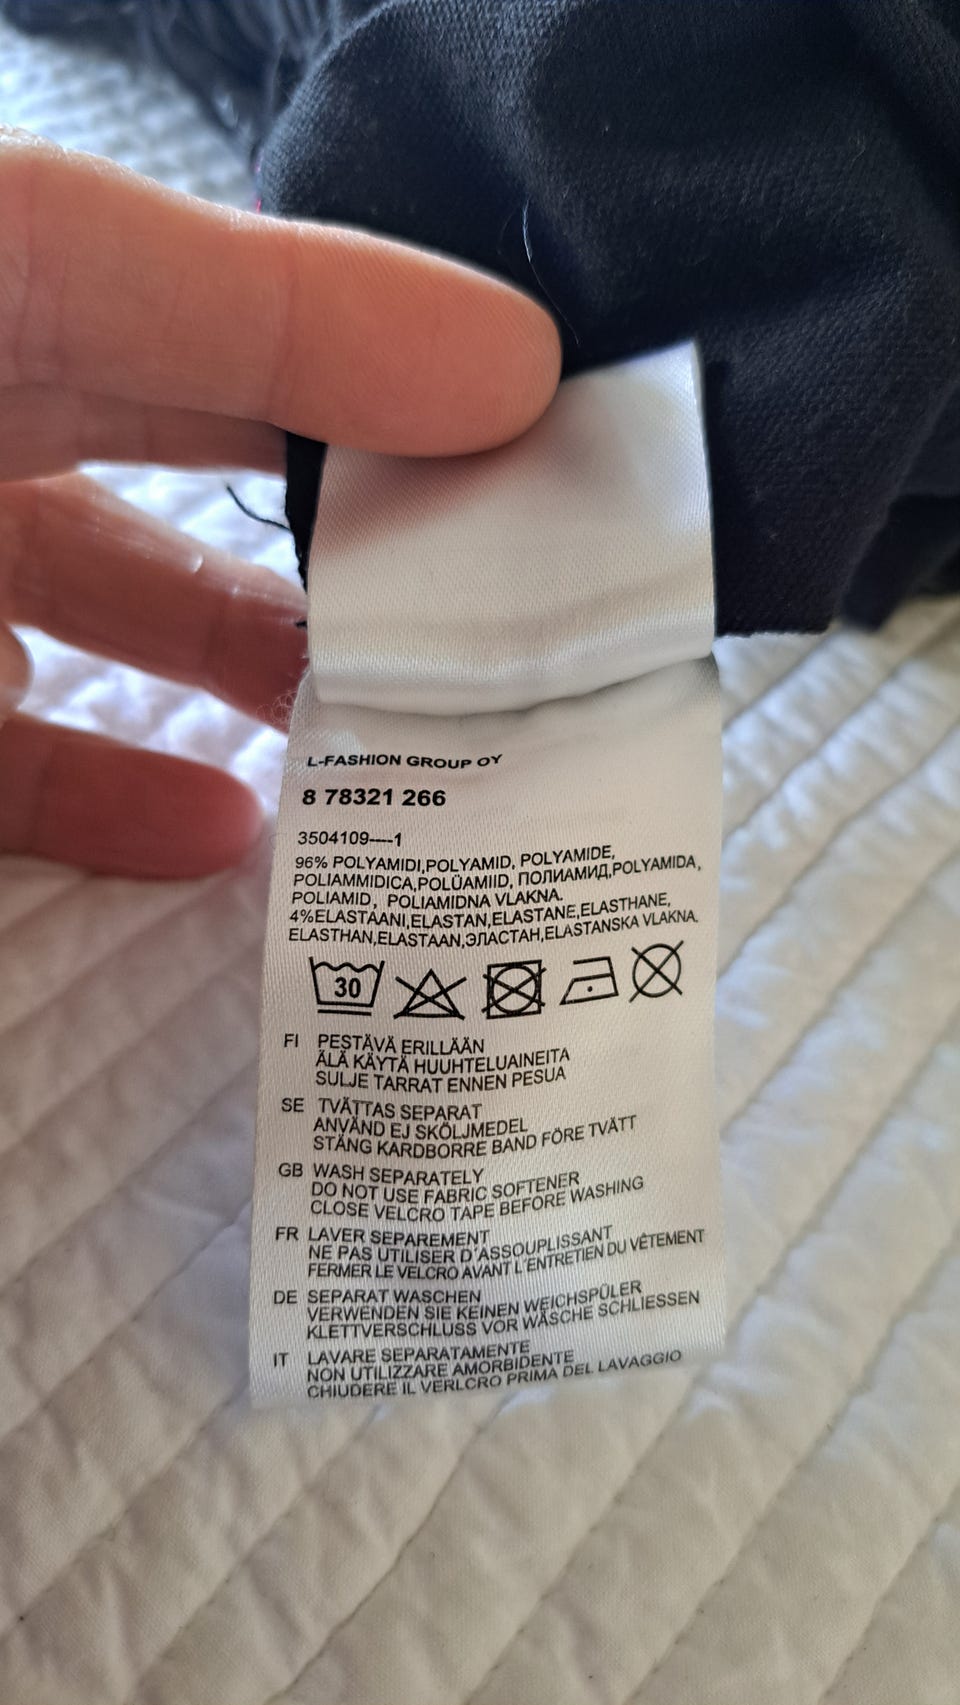 L-FASHION GROUP OY
8 78321 266
3504109----1
96% POLYAMIDI,POLYAMID, POLYAMIDE,
POLIAMMIDICA,POLÜAMIID, ПОЛИАМИД,POLYAMIDA,
POLIAMID, POLIAMIDNA VLAKNA.
4%ELASTAANI,ELASTAN,ELASTANE,ELASTHANE,
ELASTHAN,ELASTAAN,ЭЛАСТАН,ELASTANSKA VLAKNA.
30
FI PESTÄVÄ ERILLÄÄN
ÄLÄ KÄYTÄ HUUHTELUAINEITA
SULJE TARRAT ENNEN PESUA
SE TVÄTTAS SEPARAT
ANVÄND EJ SKÖLJMEDEL
STÄNG KARDBORRE BAND FÖRE TVÄTT
GB WASH SEPARATELY
DO NOT USE FABRIC SOFTENER
CLOSE VELCRO TAPE BEFORE WASHING
FR LAVER SEPAREMENT
NE PAS UTILISER D'ASSOUPLISSANT
FERMER LE VELCRO AVANT L'ENTRETIEN DU VÊTEMENT
DE SEPARAT WASCHEN
VERWENDEN SIE KEINEN WEICHSPÜLER
KLETTVERSCHLUSS VOR WÄSCHE SCHLIESSEN
IT LAVARE SEPARATAMENTE
NON UTILIZZARE AMORBIDENTE
CHIUDERE IL VERLCRO PRIMA DEL LAVAGGIO